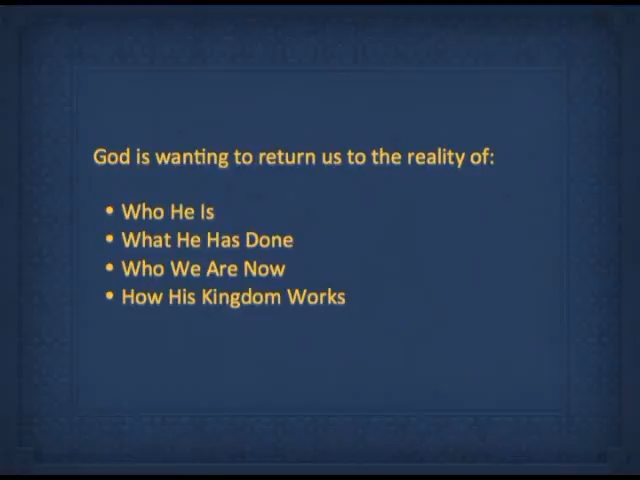 God is wanting to return us to the reality of:
• Who He Is
• What He Has Done
• Who We Are Now
• How His Kingdom Works